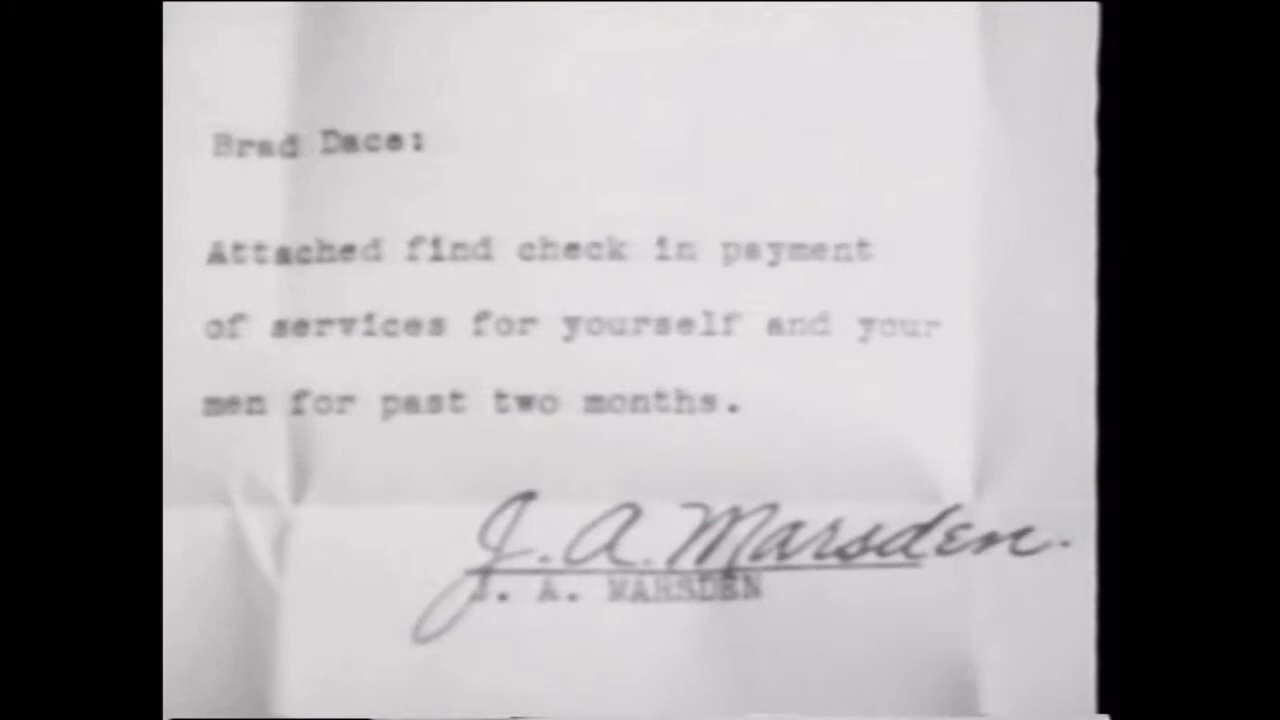 Brad Dace:
Attached find check in payment
of services for yourself and your
men for past two months.
J. A. Marsden.
J. A. MARSDEN